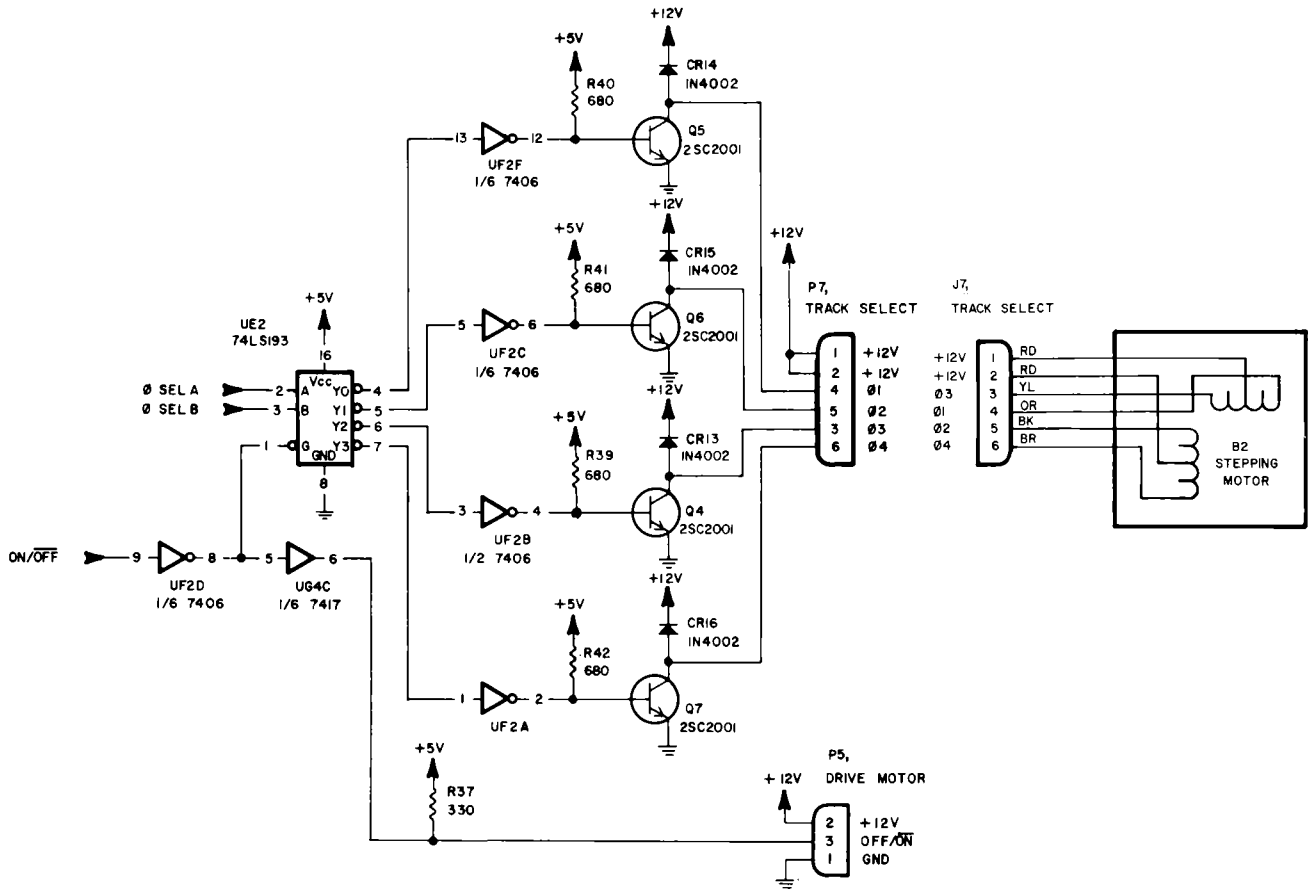 +12V
+5V
CR14
IN4002
R40
680
13
12
Q5
2SC2001
UF2F
1/6 7406
+12V
+5V
CR15
IN4002
R41
680
5
6
Q6
2SC2001
UF2C
1/6 7406
+12V
P7,
TRACK SELECT
J7,
TRACK SELECT
+5V
UE2
74LS193
16
Vcc
Ø SEL A
2
A
Y0
4
Ø SEL B
3
B
Y1
5
Y2
6
1
G
Y3
7
GND
8
1 +12V
2 +12V
4 Ø1
5 Ø2
3 Ø3
6 Ø4
+12V 1 RD
+12V 2 RD
Ø3 3 YL
Ø1 4 OR
Ø2 5 BK
Ø4 6 BR
B2
STEPPING
MOTOR
+12V
+5V
CR13
IN4002
R39
680
3
4
Q4
2SC2001
UF2B
1/2 7406
ON/OFF
9
8
5
6
UF2D
1/6 7406
UG4C
1/6 7417
+12V
+5V
CR16
IN4002
R42
680
1
2
Q7
2SC2001
UF2A
+5V
R37
330
P5,
DRIVE MOTOR
+12V
2 +12V
3 OFF/ON
1 GND